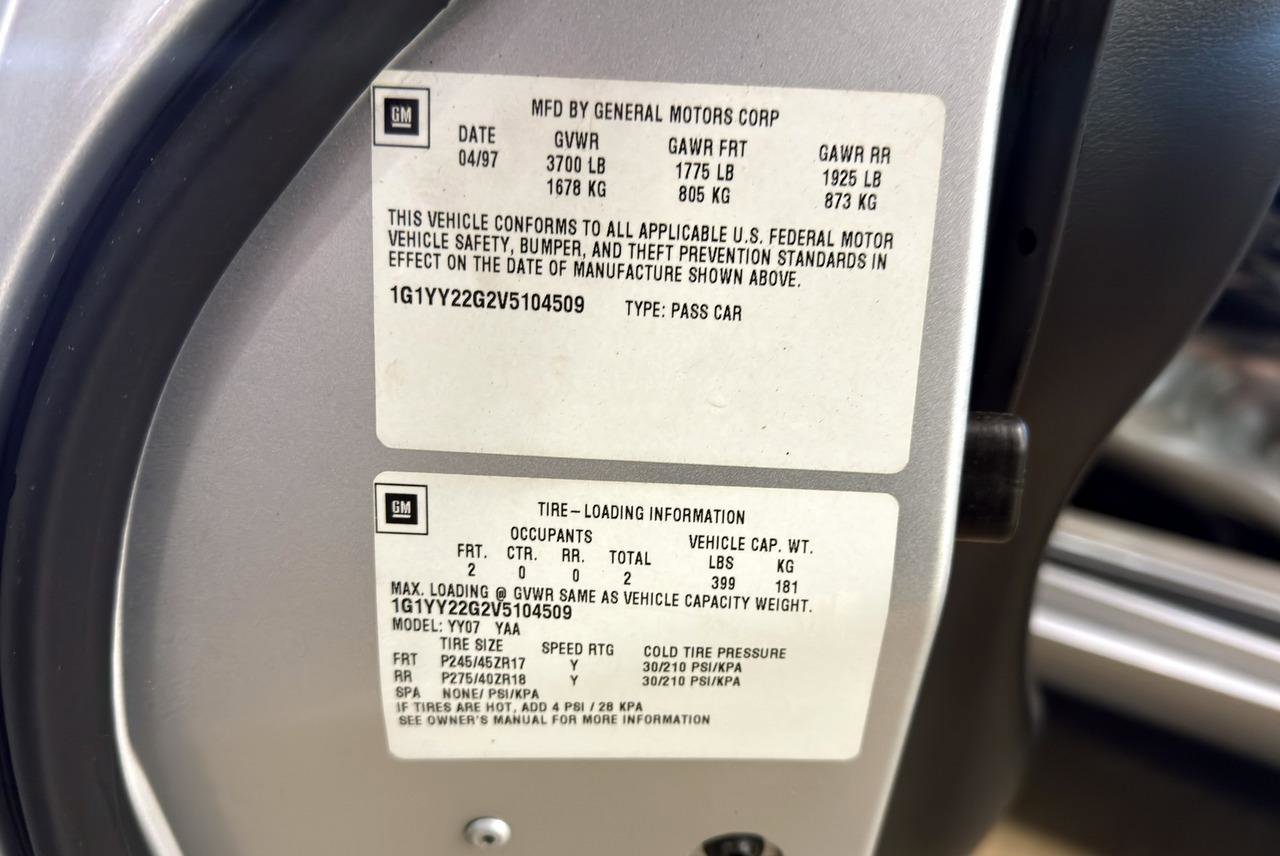 GM
MFD BY GENERAL MOTORS CORP
DATE GVWR GAWR FRT GAWR RR
04/97 3700 LB 1775 LB 1925 LB
1678 KG 805 KG 873 KG
THIS VEHICLE CONFORMS TO ALL APPLICABLE U.S. FEDERAL MOTOR
VEHICLE SAFETY, BUMPER, AND THEFT PREVENTION STANDARDS IN
EFFECT ON THE DATE OF MANUFACTURE SHOWN ABOVE.
1G1YY22G2V5104509 TYPE: PASS CAR
GM
TIRE-LOADING INFORMATION
OCCUPANTS VEHICLE CAP. WT.
FRT. CTR. RR. TOTAL LBS KG
2 0 0 2 399 181
MAX. LOADING @ GVWR SAME AS VEHICLE CAPACITY WEIGHT.
1G1YY22G2V5104509
MODEL: YY07 YAA
TIRE SIZE SPEED RTG COLD TIRE PRESSURE
FRT P245/45ZR17 Y 30/210 PSI/KPA
RR P275/40ZR18 Y 30/210 PSI/KPA
SPA NONE/ PSI/KPA
IF TIRES ARE HOT, ADD 4 PSI / 28 KPA
SEE OWNER'S MANUAL FOR MORE INFORMATION